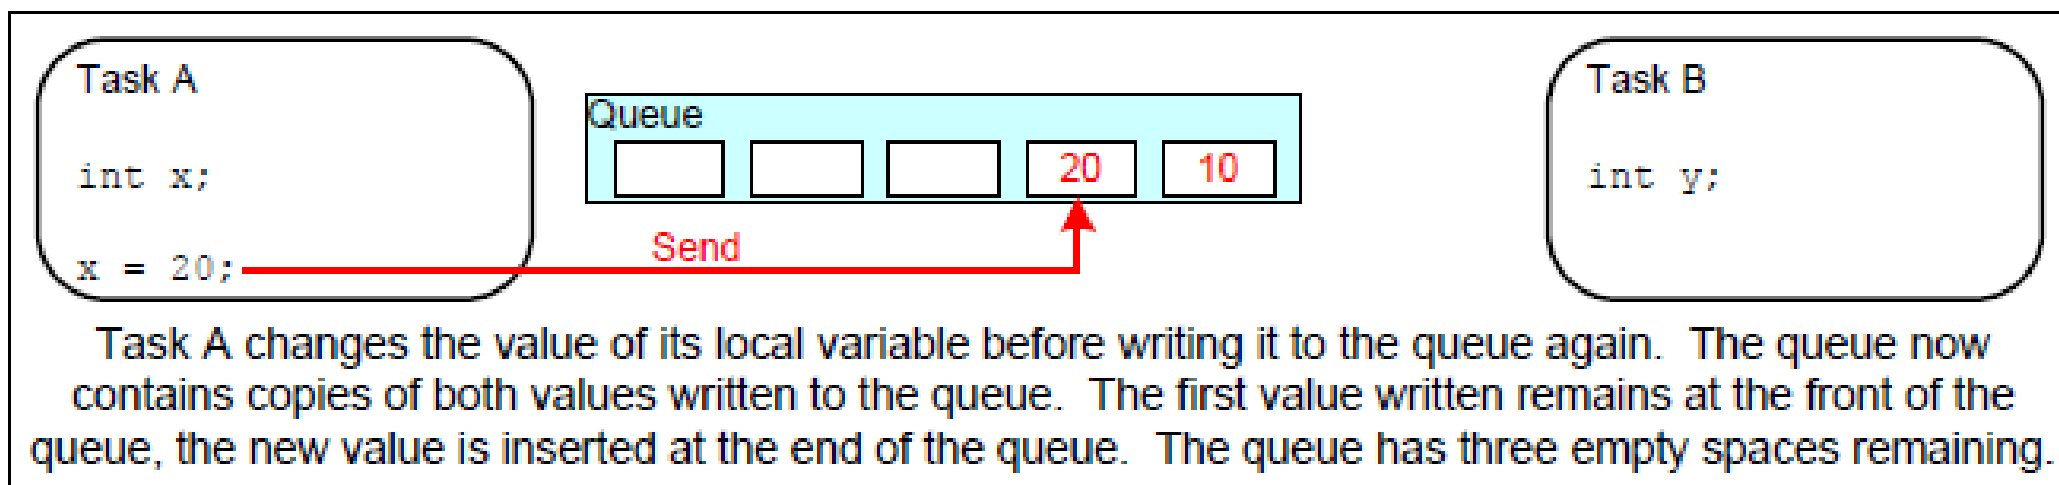 Task A
int x;
x = 20;
Queue
20
10
Send
Task B
int y;
Task A changes the value of its local variable before writing it to the queue again.  The queue now
contains copies of both values written to the queue.  The first value written remains at the front of the
queue, the new value is inserted at the end of the queue.  The queue has three empty spaces remaining.